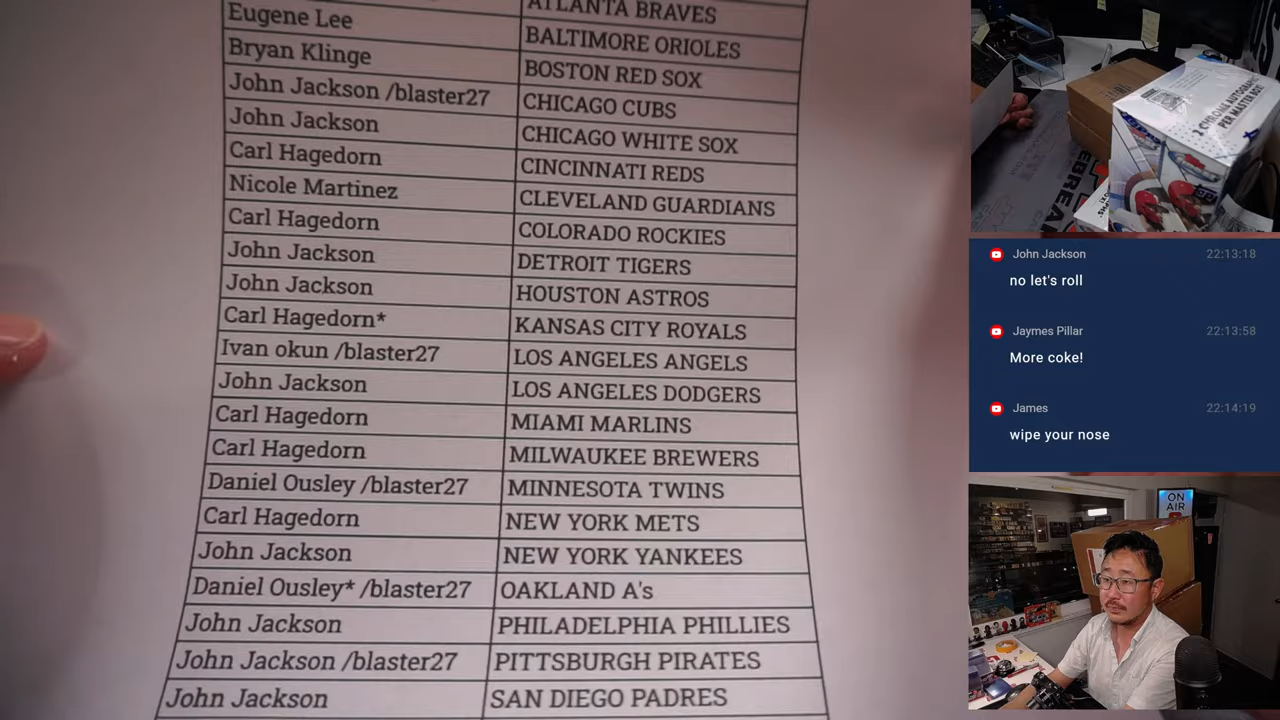 ATLANTA BRAVES
Eugene Lee BALTIMORE ORIOLES
Bryan Klinge BOSTON RED SOX
John Jackson /blaster27 CHICAGO CUBS
John Jackson CHICAGO WHITE SOX
Carl Hagedorn CINCINNATI REDS
Nicole Martinez CLEVELAND GUARDIANS
Carl Hagedorn COLORADO ROCKIES
John Jackson DETROIT TIGERS
John Jackson HOUSTON ASTROS
Carl Hagedorn* KANSAS CITY ROYALS
Ivan okun /blaster27 LOS ANGELES ANGELS
John Jackson LOS ANGELES DODGERS
Carl Hagedorn MIAMI MARLINS
Carl Hagedorn MILWAUKEE BREWERS
Daniel Ousley /blaster27 MINNESOTA TWINS
Carl Hagedorn NEW YORK METS
John Jackson NEW YORK YANKEES
Daniel Ousley* /blaster27 OAKLAND A's
John Jackson PHILADELPHIA PHILLIES
John Jackson /blaster27 PITTSBURGH PIRATES
John Jackson SAN DIEGO PADRES
2 CHROME AUTOGRAPHS
PER MASTER BOX!
John Jackson 22:13:18
no let's roll
Jaymes Pillar 22:13:58
More coke!
James 22:14:19
wipe your nose
ON
AIR